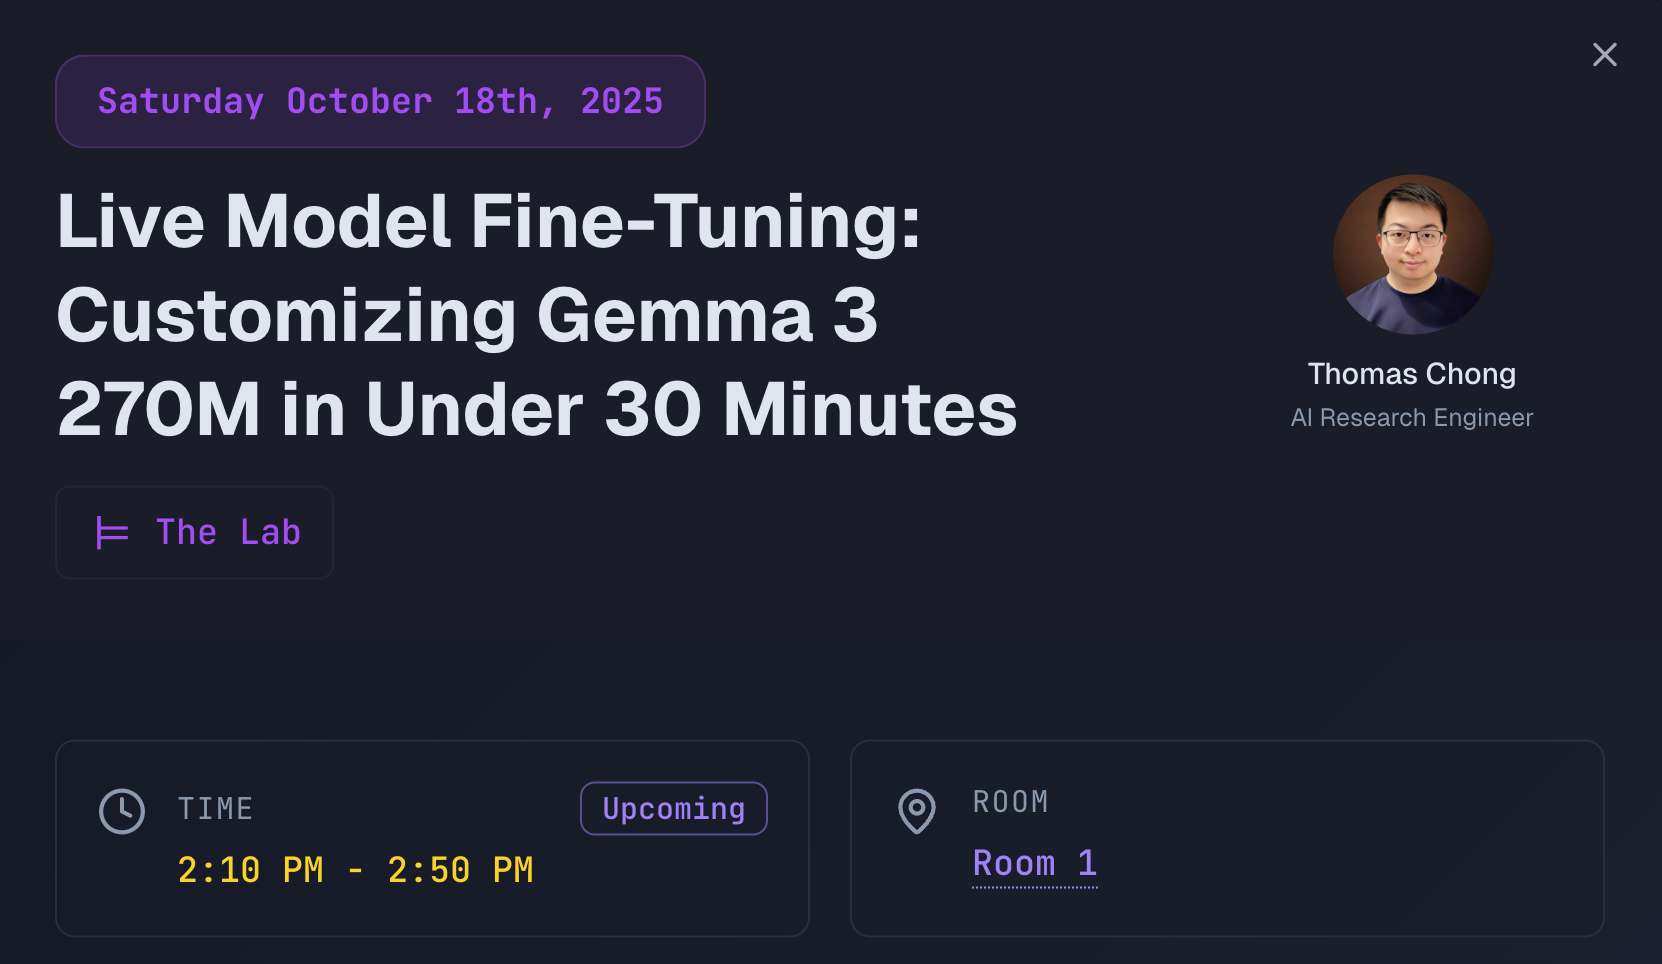 Saturday October 18th, 2025
Live Model Fine-Tuning:
Customizing Gemma 3
270M in Under 30 Minutes
Thomas Chong
AI Research Engineer
The Lab
TIME
Upcoming
2:10 PM - 2:50 PM
ROOM
Room 1